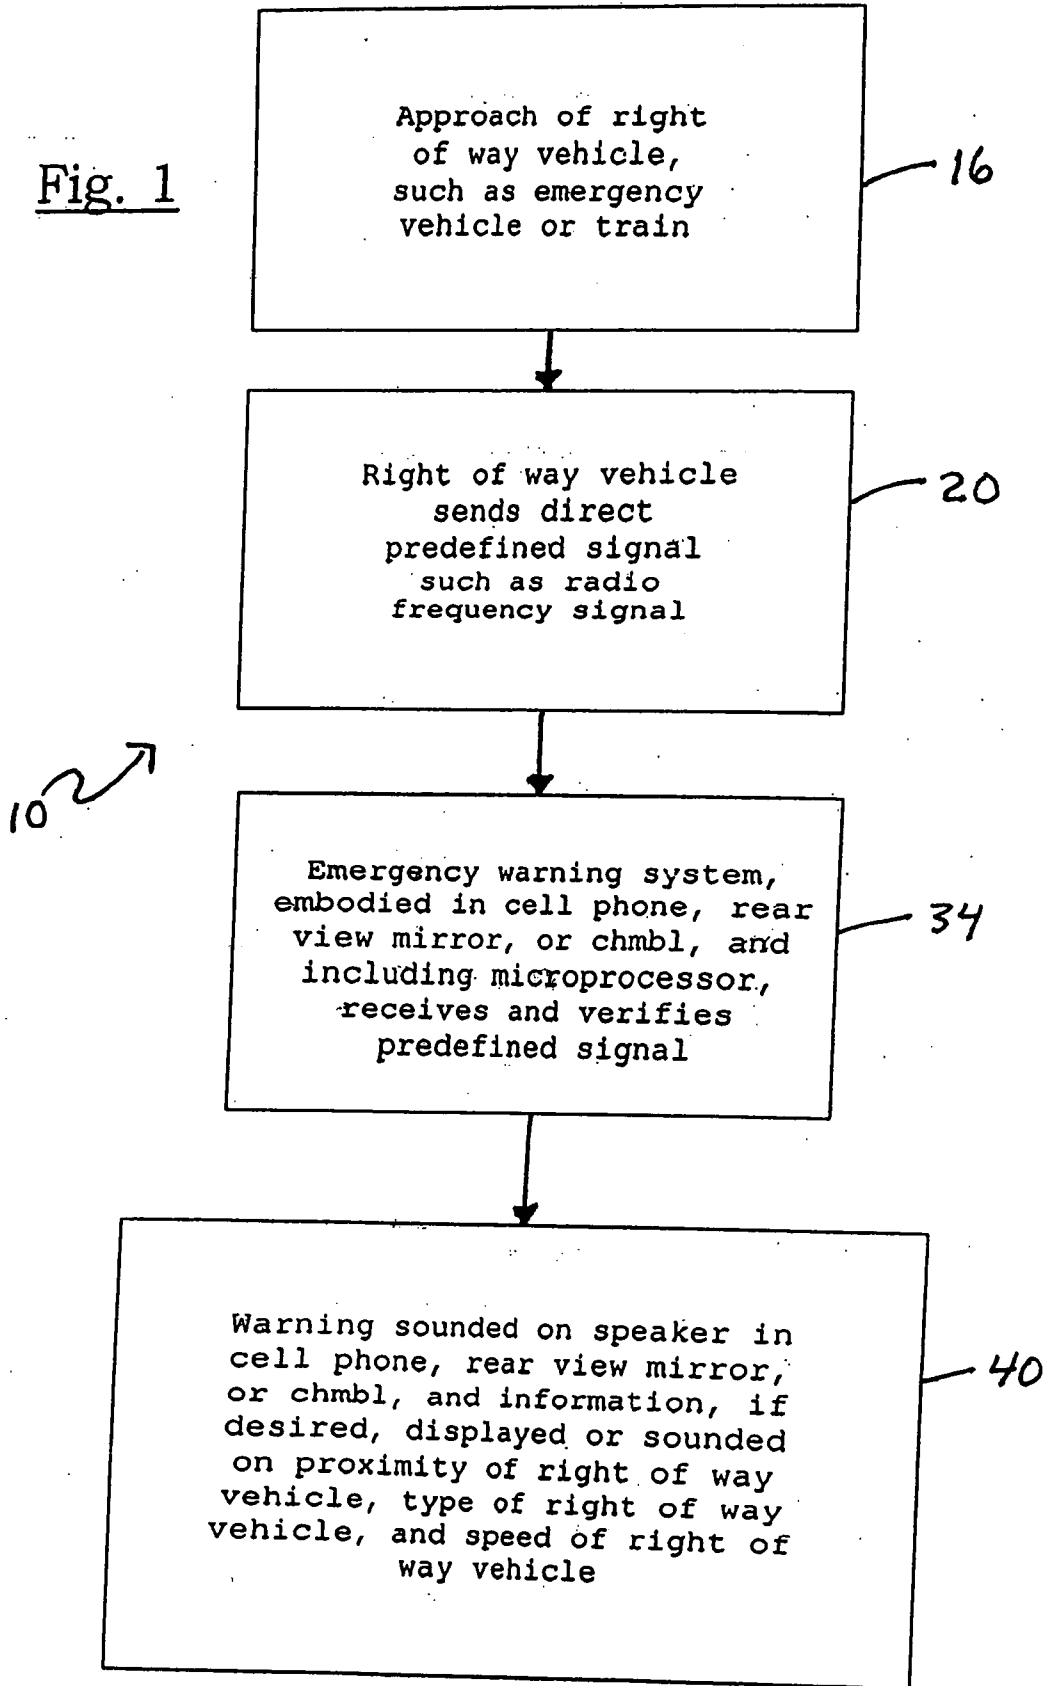 Fig. 1
Approach of right
of way vehicle,
such as emergency
vehicle or train
16
Right of way vehicle
sends direct
predefined signal
such as radio
frequency signal
20
10
Emergency warning system,
embodied in cell phone, rear
view mirror, or chmbl, and
including microprocessor,
receives and verifies
predefined signal
34
Warning sounded on speaker in
cell phone, rear view mirror,
or chmbl, and information, if
desired, displayed or sounded
on proximity of right of way
vehicle, type of right of way
vehicle, and speed of right of
way vehicle
40